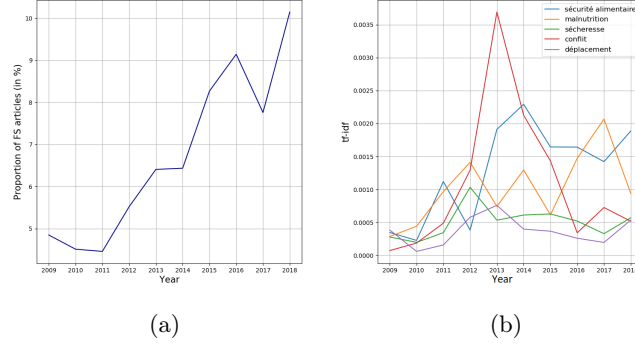 Proportion of FS articles (in %)
10
9
8
7
6
5
2009 2010 2011 2012 2013 2014 2015 2016 2017 2018
Year
(a)
sécurité alimentaire
malnutrition
sécheresse
conflit
déplacement
tf-idf
0.0035
0.0030
0.0025
0.0020
0.0015
0.0010
0.0005
0.0000
2009 2010 2011 2012 2013 2014 2015 2016 2017 2018
Year
(b)